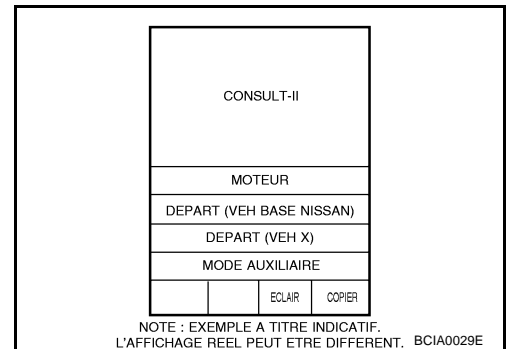 CONSULT-II
MOTEUR
DEPART (VEH BASE NISSAN)
DEPART (VEH X)
MODE AUXILIAIRE
ECLAIR COPIER
NOTE : EXEMPLE A TITRE INDICATIF.
L'AFFICHAGE REEL PEUT ETRE DIFFERENT. BCIA0029E